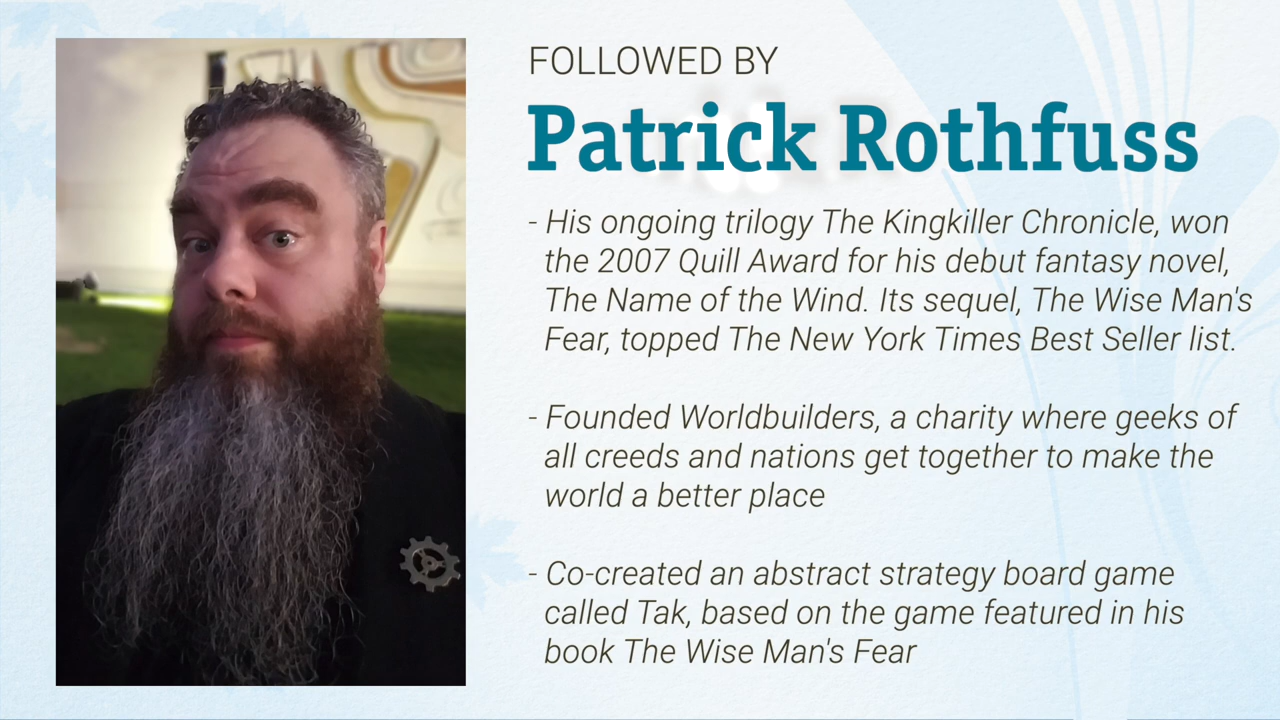 FOLLOWED BY
Patrick Rothfuss
- His ongoing trilogy The Kingkiller Chronicle, won
the 2007 Quill Award for his debut fantasy novel,
The Name of the Wind. Its sequel, The Wise Man's
Fear, topped The New York Times Best Seller list.
- Founded Worldbuilders, a charity where geeks of
all creeds and nations get together to make the
world a better place
- Co-created an abstract strategy board game
called Tak, based on the game featured in his
book The Wise Man's Fear